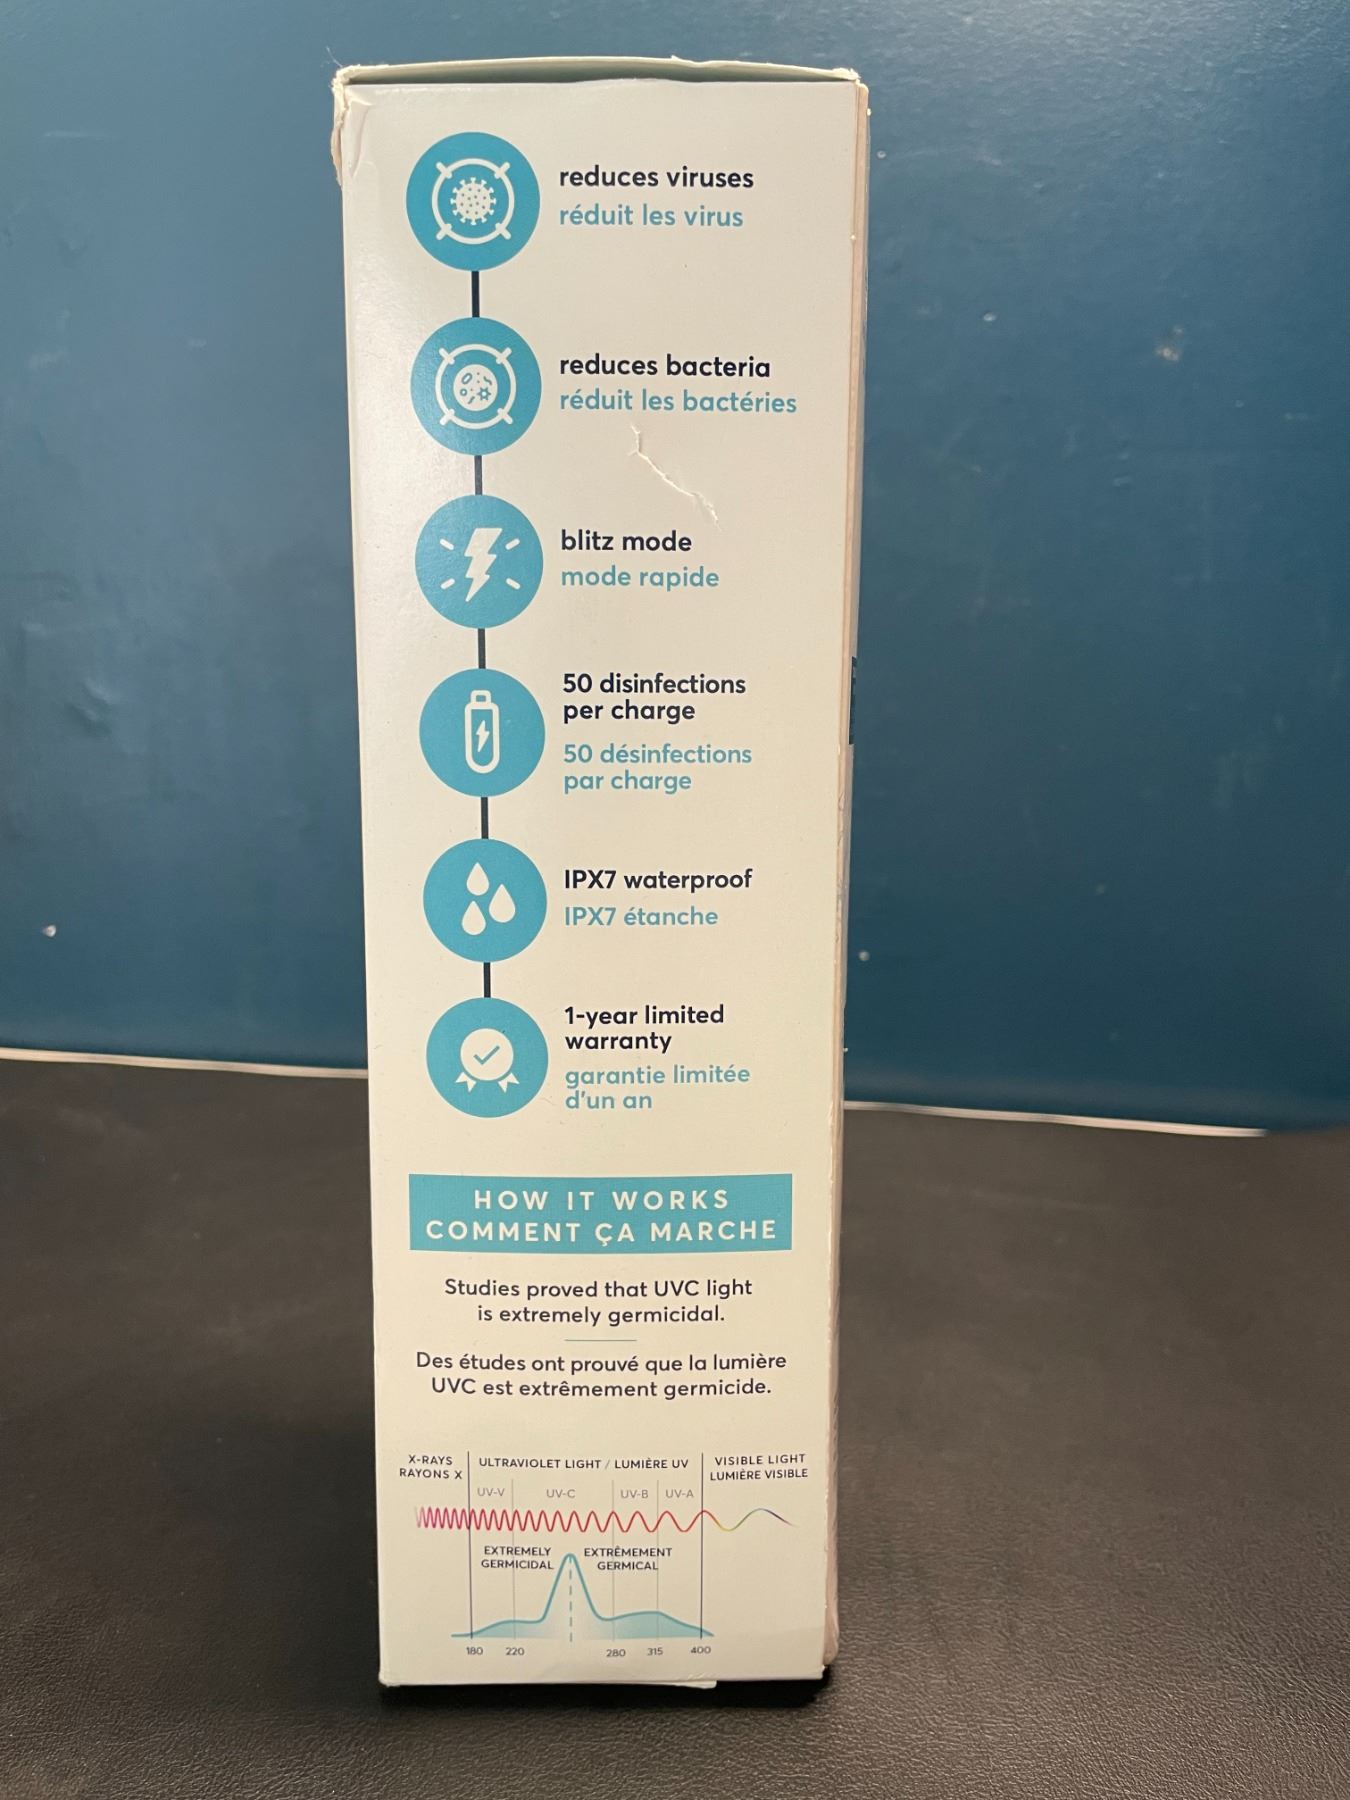 reduces viruses
réduit les virus
reduces bacteria
réduit les bactéries
blitz mode
mode rapide
50 disinfections
per charge
50 désinfections
par charge
IPX7 waterproof
IPX7 étanche
1-year limited
warranty
garantie limitée
d'un an
HOW IT WORKS
COMMENT ÇA MARCHE
Studies proved that UVC light
is extremely germicidal.
Des études ont prouvé que la lumière
UVC est extrêmement germicide.
X-RAYS
RAYONS X
ULTRAVIOLET LIGHT / LUMIÈRE UV
VISIBLE LIGHT
LUMIÈRE VISIBLE
UV-V UV-C UV-B UV-A
EXTREMELY
GERMICIDAL
EXTRÊMEMENT
GERMICAL
180 220 280 315 400